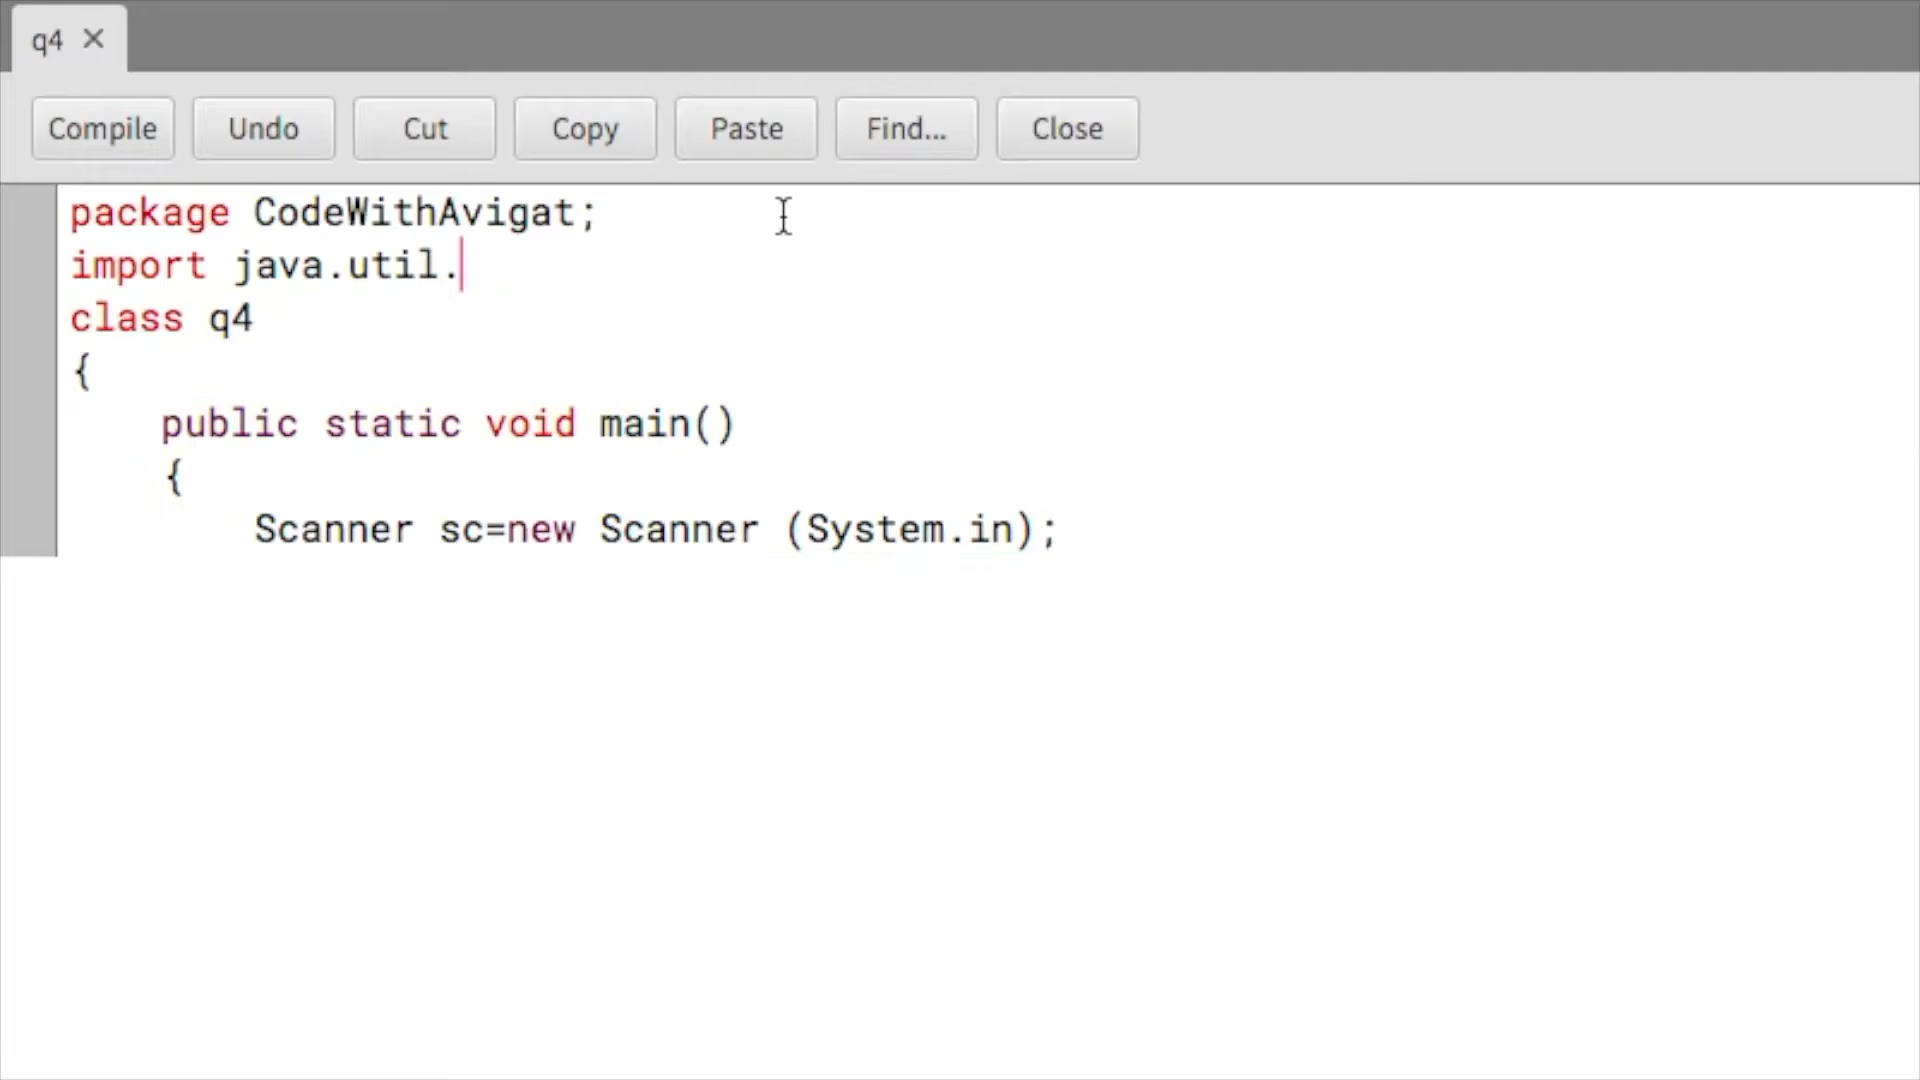 q4
Compile Undo Cut Copy Paste Find... Close
package CodeWithAvigat;
import java.util.
class q4
{
public static void main()
{
Scanner sc=new Scanner (System.in);